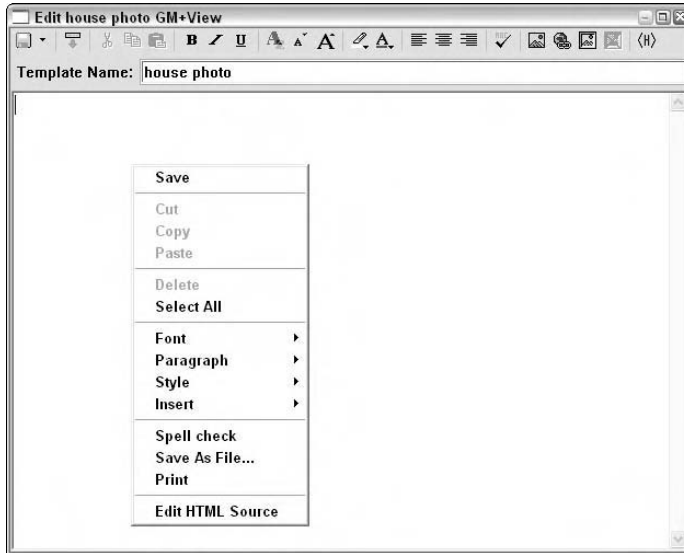 Edit house photo GM+View
B I U A A A A ⟨H⟩
Template Name: house photo
Save
Cut
Copy
Paste
Delete
Select All
Font
Paragraph
Style
Insert
Spell check
Save As File...
Print
Edit HTML Source